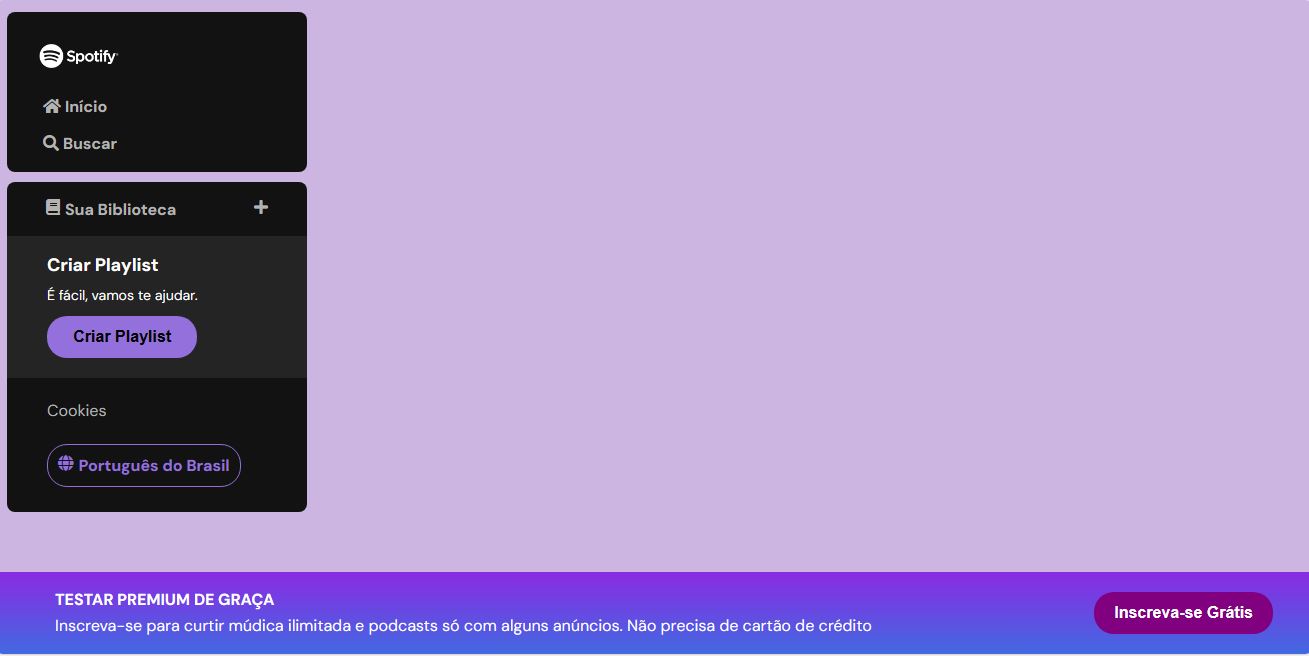 Spotify
Início
Buscar
Sua Biblioteca
Criar Playlist
É fácil, vamos te ajudar.
Criar Playlist
Cookies
Português do Brasil
TESTAR PREMIUM DE GRAÇA
Inscreva-se para curtir múdica ilimitada e podcasts só com alguns anúncios. Não precisa de cartão de crédito
Inscreva-se Grátis